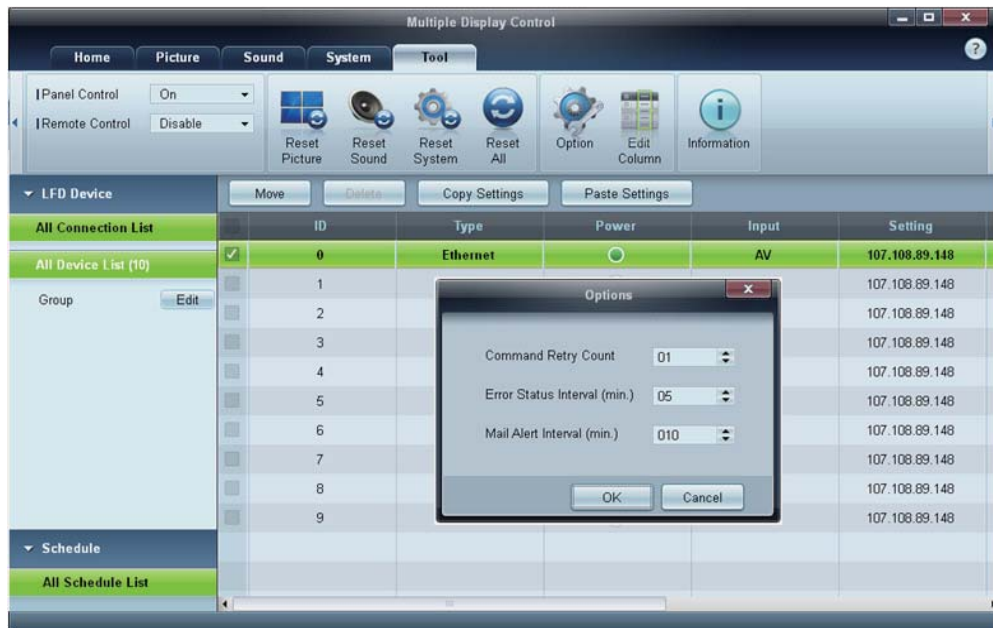 Multiple Display Control
Home Picture Sound System Tool
Panel Control On
Remote Control Disable
Reset Picture
Reset Sound
Reset System
Reset All
Option
Edit Column
Information
LFD Device
Move Delete Copy Settings Paste Settings
All Connection List
ID Type Power Input Setting
All Device List (10)
0 Ethernet AV 107.108.89.148
Group Edit
1 107.108.89.148
2 107.108.89.148
3 107.108.89.148
4 107.108.89.148
5 107.108.89.148
6 107.108.89.148
7 107.108.89.148
8 107.108.89.148
9 107.108.89.148
Options
Command Retry Count 01
Error Status Interval (min.) 05
Mail Alert Interval (min.) 010
OK Cancel
Schedule
All Schedule List